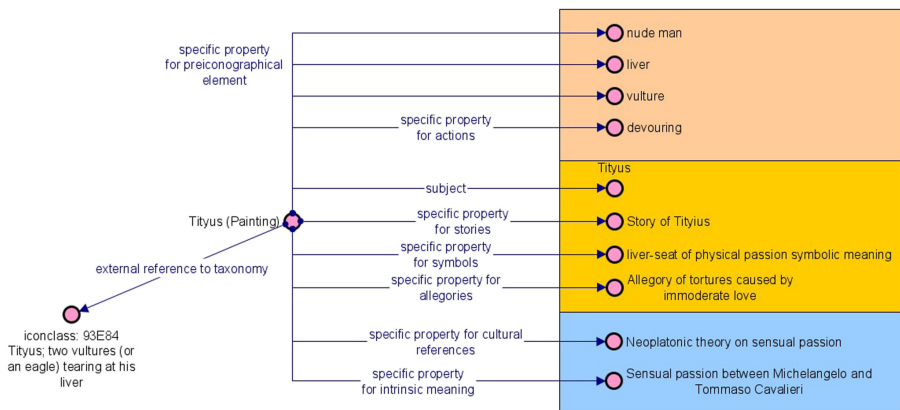 specific property
for preiconographical
element
nude man
liver
vulture
specific property
for actions
devouring
Tityus
subject
Tityus (Painting)
specific property
for stories
Story of Tityius
specific property
for symbols
liver-seat of physical passion symbolic meaning
external reference to taxonomy
specific property for
allegories
Allegory of tortures caused by
immoderate love
iconclass: 93E84
Tityus; two vultures (or
an eagle) tearing at his
liver
specific property for cultural
references
Neoplatonic theory on sensual passion
specific property
for intrinsic meaning
Sensual passion between Michelangelo and
Tommaso Cavalieri